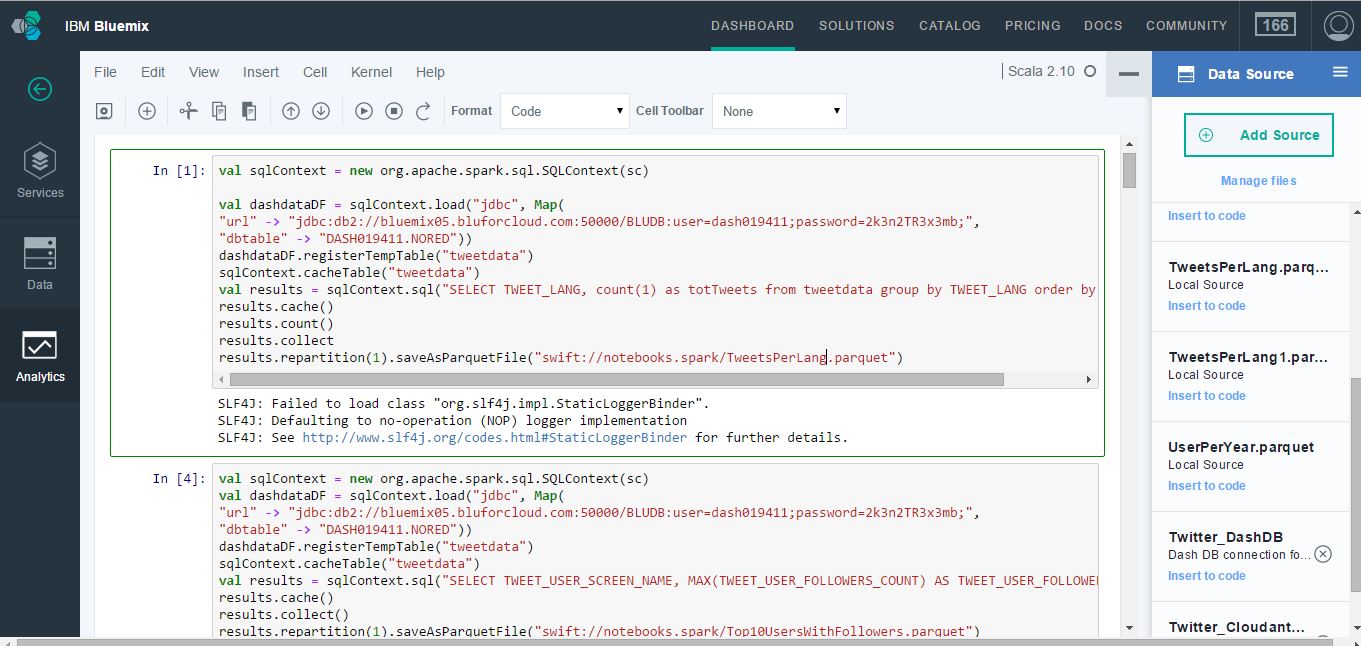 IBM Bluemix
DASHBOARD SOLUTIONS CATALOG PRICING DOCS COMMUNITY 166
File Edit View Insert Cell Kernel Help
Scala 2.10
Format Code Cell Toolbar None
Services
Data
Analytics
In [1]:
val sqlContext = new org.apache.spark.sql.SQLContext(sc)
val dashdataDF = sqlContext.load("jdbc", Map(
"url" -> "jdbc:db2://bluemix05.bluforcloud.com:50000/BLUDB:user=dash019411;password=2k3n2TR3x3mb;",
"dbtable" -> "DASH019411.NORED"))
dashdataDF.registerTempTable("tweetdata")
sqlContext.cacheTable("tweetdata")
val results = sqlContext.sql("SELECT TWEET_LANG, count(1) as totTweets from tweetdata group by TWEET_LANG order by
results.cache()
results.count()
results.collect
results.repartition(1).saveAsParquetFile("swift://notebooks.spark/TweetsPerLang.parquet")
SLF4J: Failed to load class "org.slf4j.impl.StaticLoggerBinder".
SLF4J: Defaulting to no-operation (NOP) logger implementation
SLF4J: See http://www.slf4j.org/codes.html#StaticLoggerBinder for further details.
In [4]:
val sqlContext = new org.apache.spark.sql.SQLContext(sc)
val dashdataDF = sqlContext.load("jdbc", Map(
"url" -> "jdbc:db2://bluemix05.bluforcloud.com:50000/BLUDB:user=dash019411;password=2k3n2TR3x3mb;",
"dbtable" -> "DASH019411.NORED"))
dashdataDF.registerTempTable("tweetdata")
sqlContext.cacheTable("tweetdata")
val results = sqlContext.sql("SELECT TWEET_USER_SCREEN_NAME, MAX(TWEET_USER_FOLLOWERS_COUNT) AS TWEET_USER_FOLLOWE
results.cache()
results.collect()
results.repartition(1).saveAsParquetFile("swift://notebooks.spark/Top10UsersWithFollowers.parquet")
Data Source
Add Source
Manage files
Insert to code
TweetsPerLang.parq...
Local Source
Insert to code
TweetsPerLang1.par...
Local Source
Insert to code
UserPerYear.parquet
Local Source
Insert to code
Twitter_DashDB
Dash DB connection fo...
Insert to code
Twitter_Cloudant...